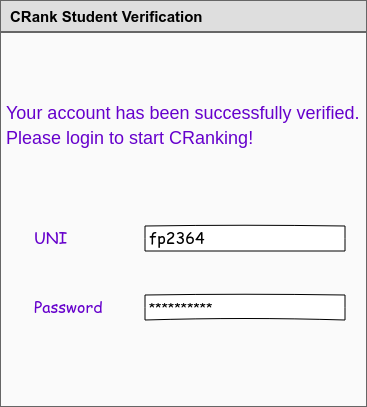 CRank Student Verification
Your account has been successfully verified.
Please login to start CRanking!
UNI fp2364
Password **********